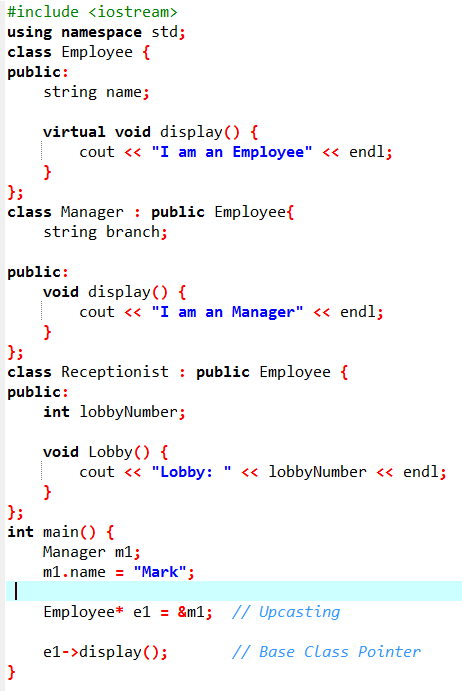 #include <iostream>
using namespace std;
class Employee {
public:
    string name;

    virtual void display() {
        cout << "I am an Employee" << endl;
    }
};
class Manager : public Employee{
    string branch;

public:
    void display() {
        cout << "I am an Manager" << endl;
    }
};
class Receptionist : public Employee {
public:
    int lobbyNumber;

    void Lobby() {
        cout << "Lobby: " << lobbyNumber << endl;
    }
};
int main() {
    Manager m1;
    m1.name = "Mark";

    Employee* e1 = &m1;  // Upcasting

    e1->display();       // Base Class Pointer
}